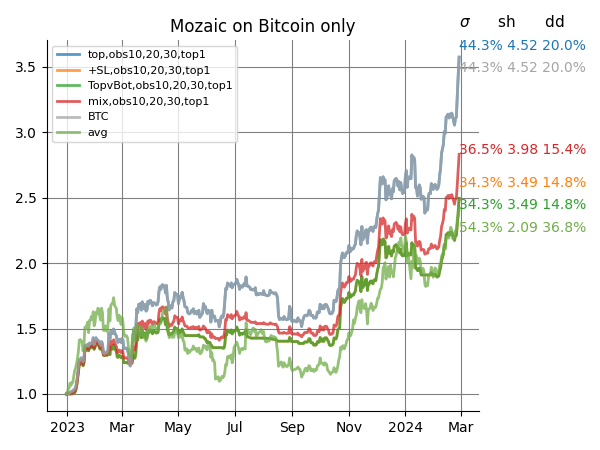 Mozaic on Bitcoin only
σ sh dd
top,obs10,20,30,top1
+SL,obs10,20,30,top1
TopvBot,obs10,20,30,top1
mix,obs10,20,30,top1
BTC
avg
44.3% 4.52 20.0%
44.3% 4.52 20.0%
36.5% 3.98 15.4%
34.3% 3.49 14.8%
34.3% 3.49 14.8%
54.3% 2.09 36.8%
3.5
3.0
2.5
2.0
1.5
1.0
2023 Mar May Jul Sep Nov 2024 Mar